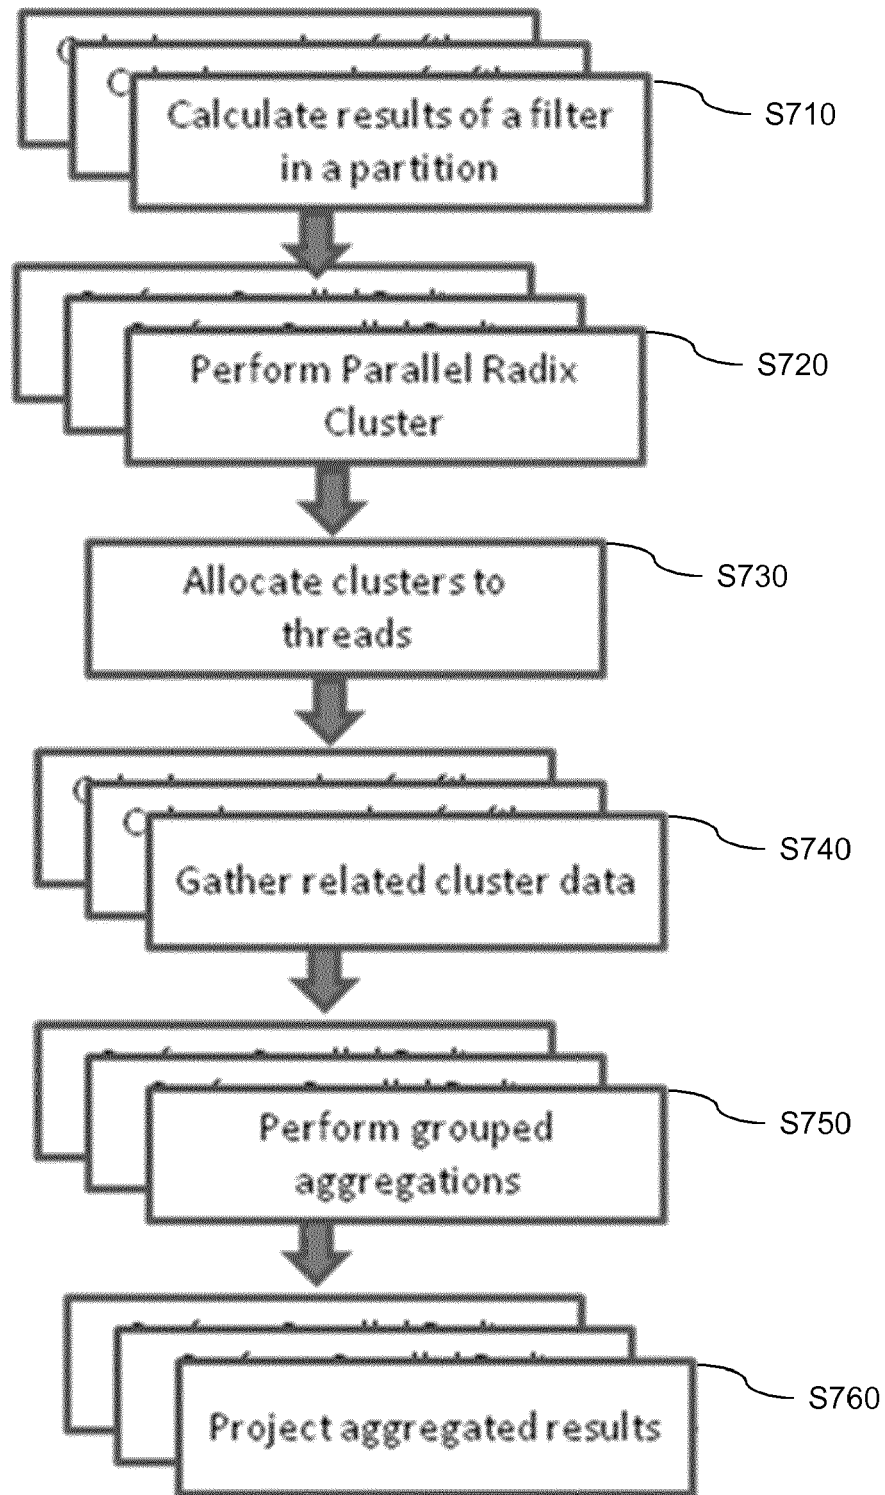 Calculate results of a filter
in a partition
S710
Perform Parallel Radix
Cluster
S720
Allocate clusters to
threads
S730
Gather related cluster data
S740
Perform grouped
aggregations
S750
Project aggregated results
S760